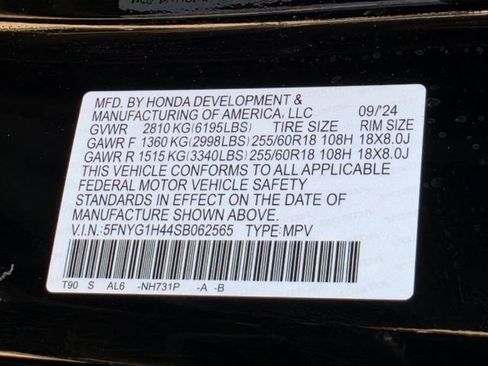 MFD. BY HONDA DEVELOPMENT &
MANUFACTURING OF AMERICA, LLC 09/'24
GVWR 2810 KG(6195LBS) TIRE SIZE RIM SIZE
GAWR F 1360 KG(2998LBS) 255/60R18 108H 18X8.0J
GAWR R 1515 KG(3340LBS) 255/60R18 108H 18X8.0J
THIS VEHICLE CONFORMS TO ALL APPLICABLE
FEDERAL MOTOR VEHICLE SAFETY
STANDARDS IN EFFECT ON THE DATE OF
MANUFACTURE SHOWN ABOVE.
V.I.N.:5FNYG1H44SB062565 TYPE:MPV
T90 S AL6 -NH731P -A -B